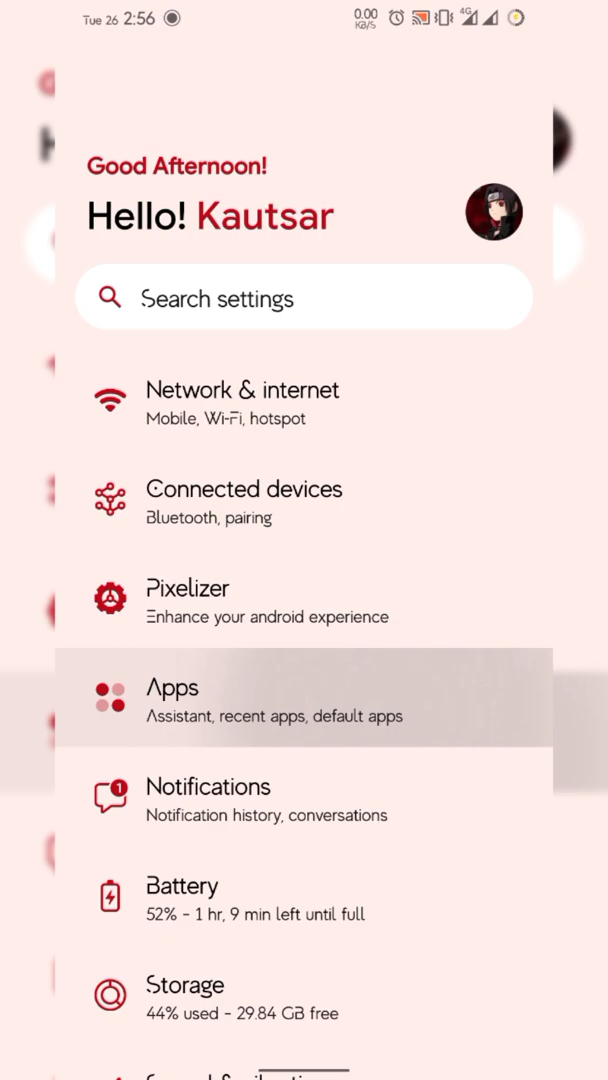 Tue 26 2:56
0.00
KB/S
4G
Good Afternoon!
Hello! Kautsar
Search settings
Network & internet
Mobile, Wi-Fi, hotspot
Connected devices
Bluetooth, pairing
Pixelizer
Enhance your android experience
Apps
Assistant, recent apps, default apps
1
Notifications
Notification history, conversations
Battery
52% - 1 hr, 9 min left until full
Storage
44% used - 29.84 GB free